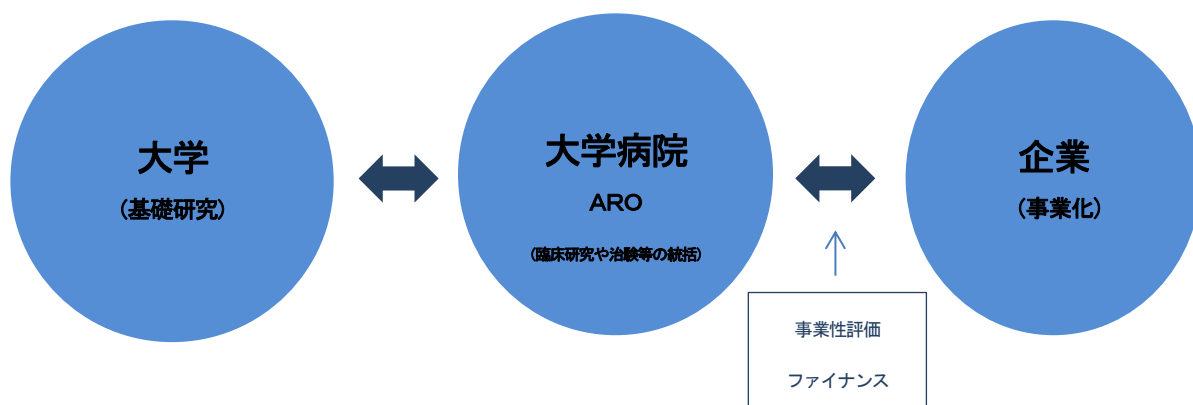 大学
(基礎研究)
大学病院
ARO
(臨床研究や治験等の統括)
企業
(事業化)
事業性評価
ファイナンス